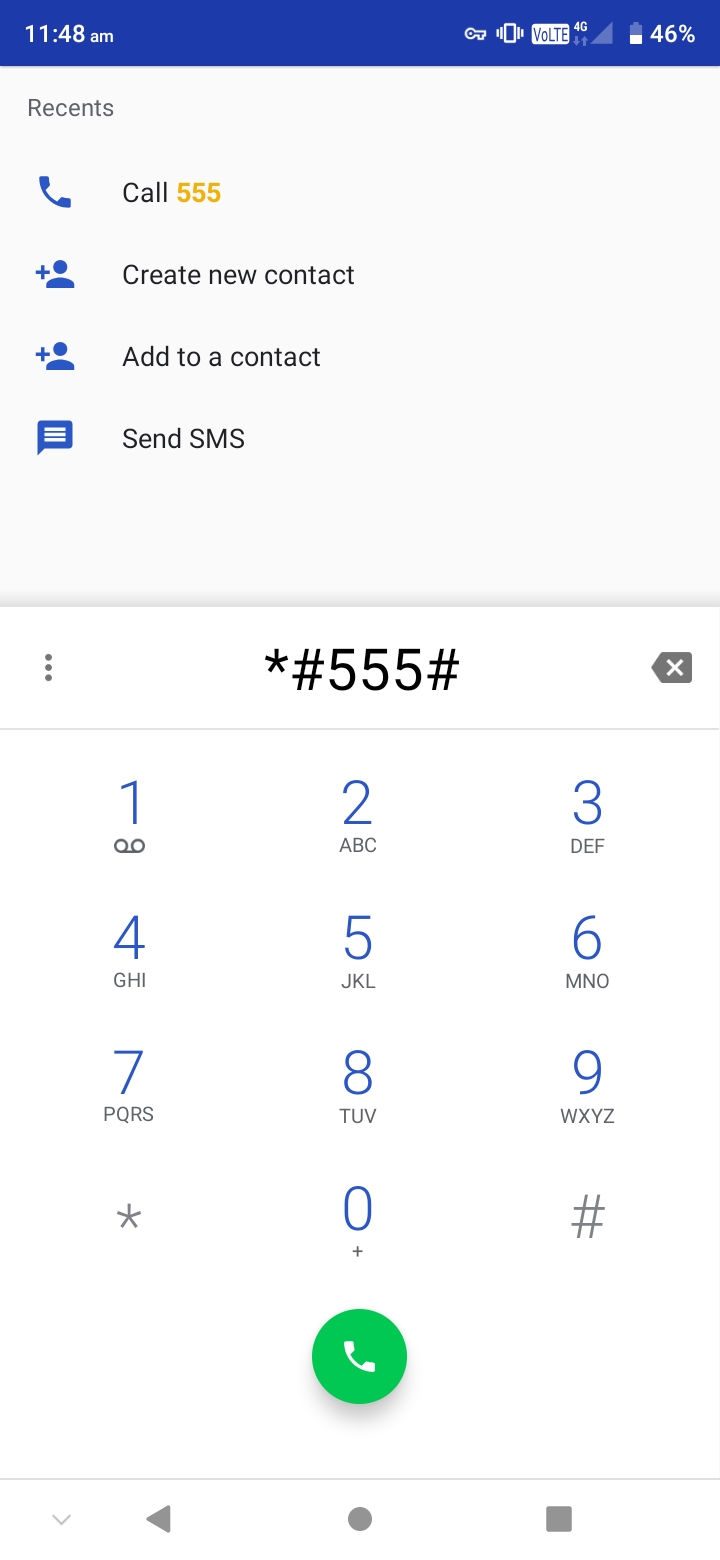 11:48 am VoLTE 4G 46%
Recents
Call 555
Create new contact
Add to a contact
Send SMS
*#555#
1 2 3
ABC DEF
4 5 6
GHI JKL MNO
7 8 9
PQRS TUV WXYZ
* 0 #
+